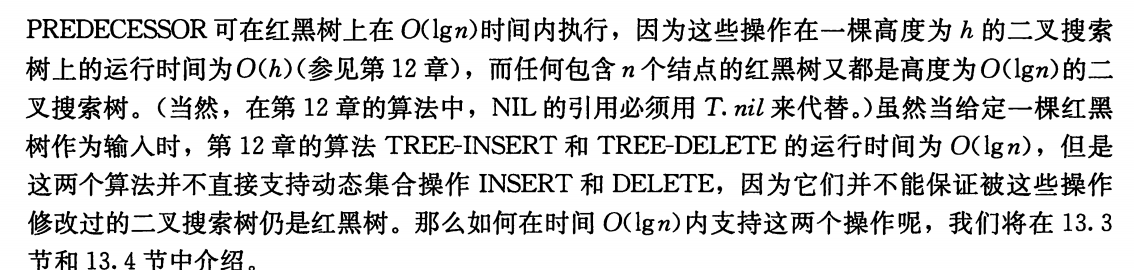 PREDECESSOR 可在红黑树上在 O(lgn)时间内执行，因为这些操作在一棵高度为 h 的二叉搜索
树上的运行时间为O(h)(参见第 12 章)，而任何包含 n 个结点的红黑树又都是高度为O(lgn)的二
叉搜索树。(当然，在第 12 章的算法中，NIL 的引用必须用 T. nil 来代替。)虽然当给定一棵红黑
树作为输入时，第 12 章的算法 TREE-INSERT 和 TREE-DELETE 的运行时间为 O(lgn)，但是
这两个算法并不直接支持动态集合操作 INSERT 和 DELETE，因为它们并不能保证被这些操作
修改过的二叉搜索树仍是红黑树。那么如何在时间 O(lgn)内支持这两个操作呢，我们将在 13.3
节和 13.4 节中介绍。